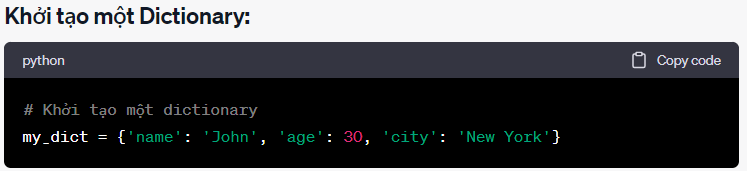 Khởi tạo một Dictionary:
python
Copy code
# Khởi tạo một dictionary
my_dict = {'name': 'John', 'age': 30, 'city': 'New York'}